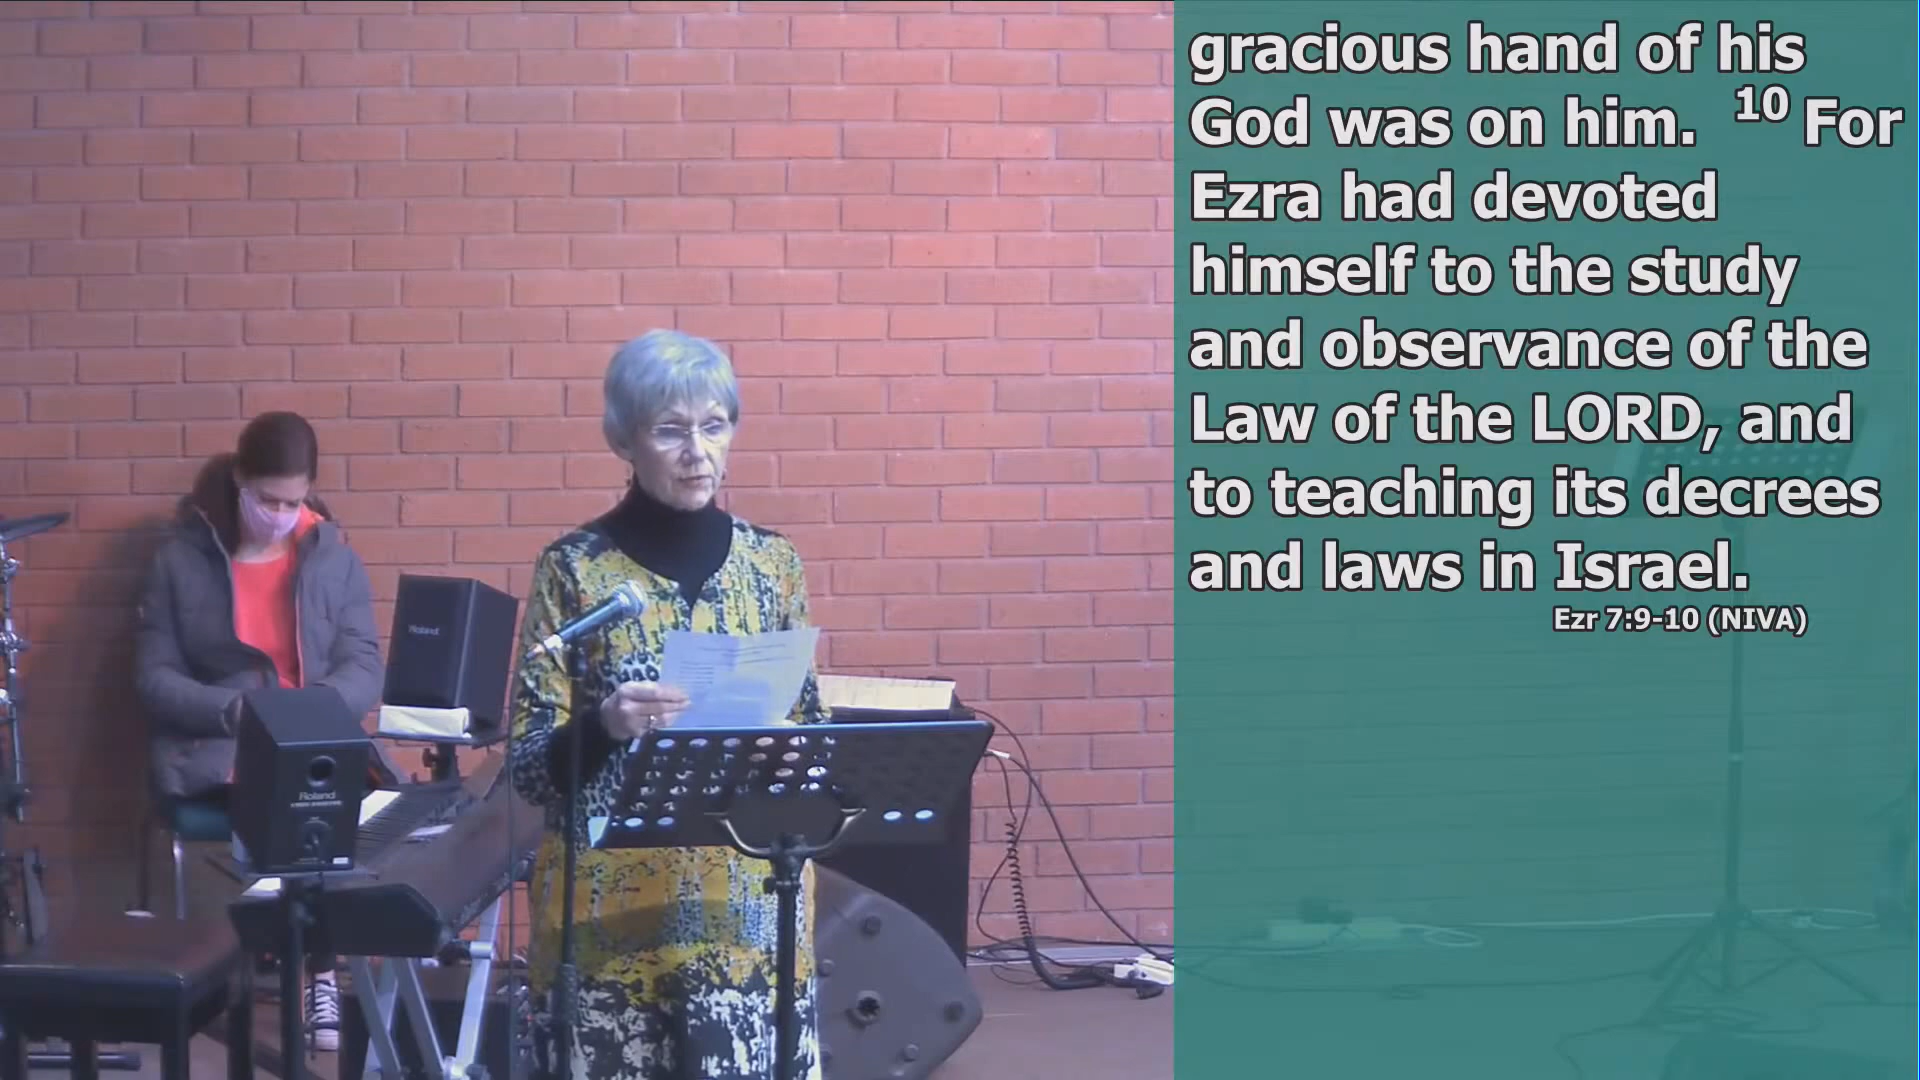 gracious hand of his
God was on him. 10 For
Ezra had devoted
himself to the study
and observance of the
Law of the LORD, and
to teaching its decrees
and laws in Israel.
Ezr 7:9-10 (NIVA)
Roland
Roland